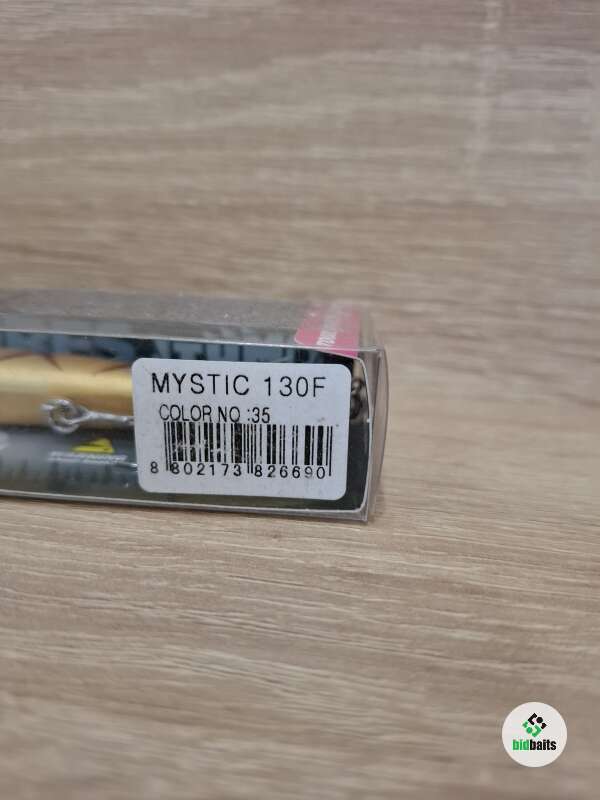 MYSTIC 130F
COLOR NO :35
8 802173 826690
bidbaits